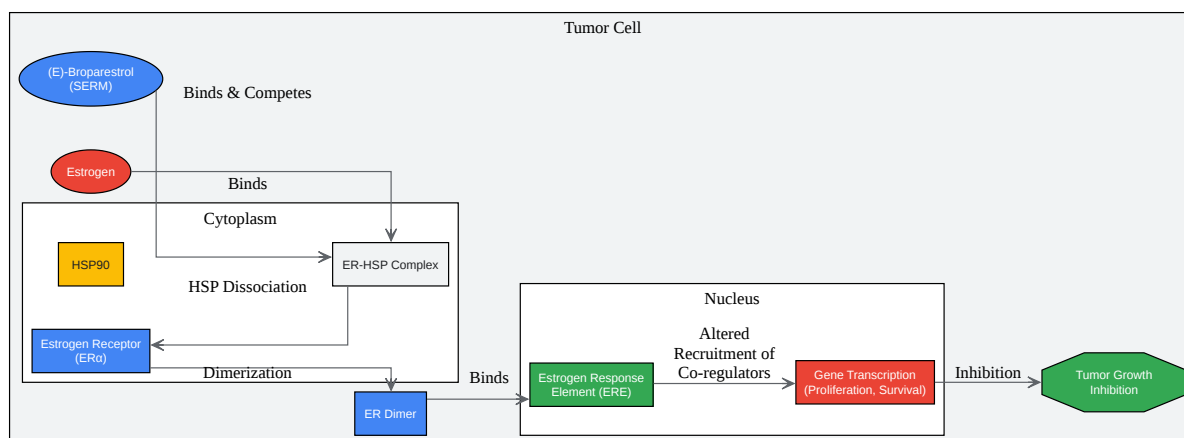 Tumor Cell
(E)-Broparestrol
(SERM)
Binds & Competes
Estrogen
Binds
Cytoplasm
HSP90
ER-HSP Complex
HSP Dissociation
Estrogen Receptor
(ERα)
Dimerization
ER Dimer
Binds
Nucleus
Estrogen Response
Element (ERE)
Altered
Recruitment of
Co-regulators
Gene Transcription
(Proliferation, Survival)
Inhibition
Tumor Growth
Inhibition